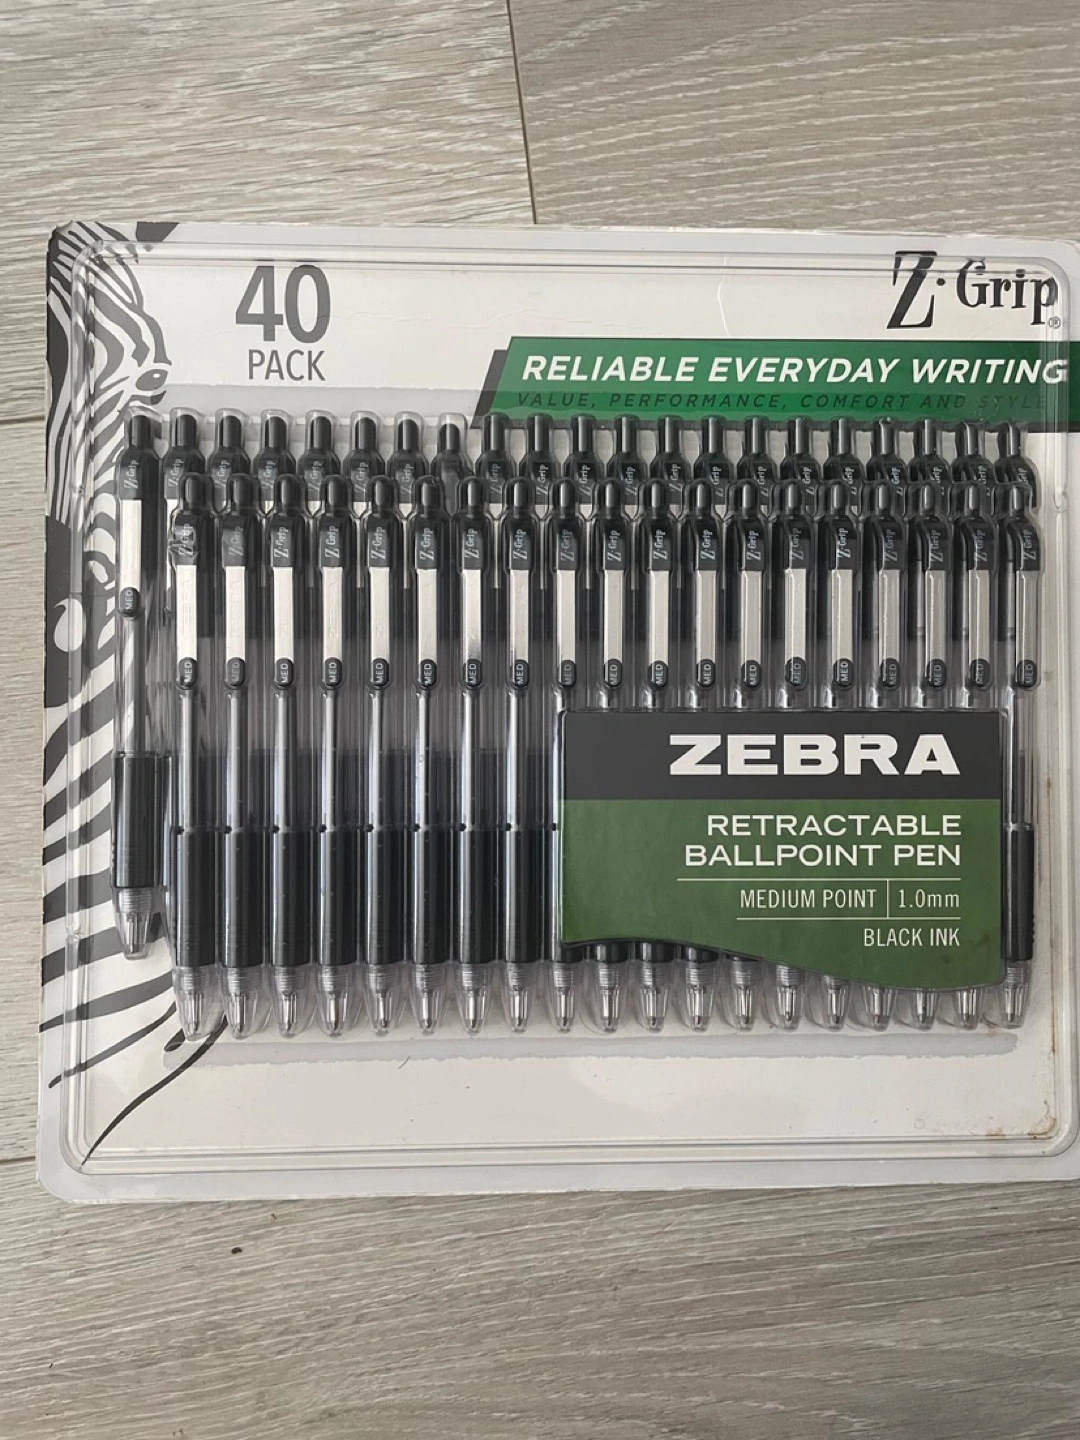 40
PACK
Z·Grip®
RELIABLE EVERYDAY WRITING
VALUE, PERFORMANCE, COMFORT AND STYLE
ZEBRA
RETRACTABLE
BALLPOINT PEN
MEDIUM POINT 1.0mm
BLACK INK